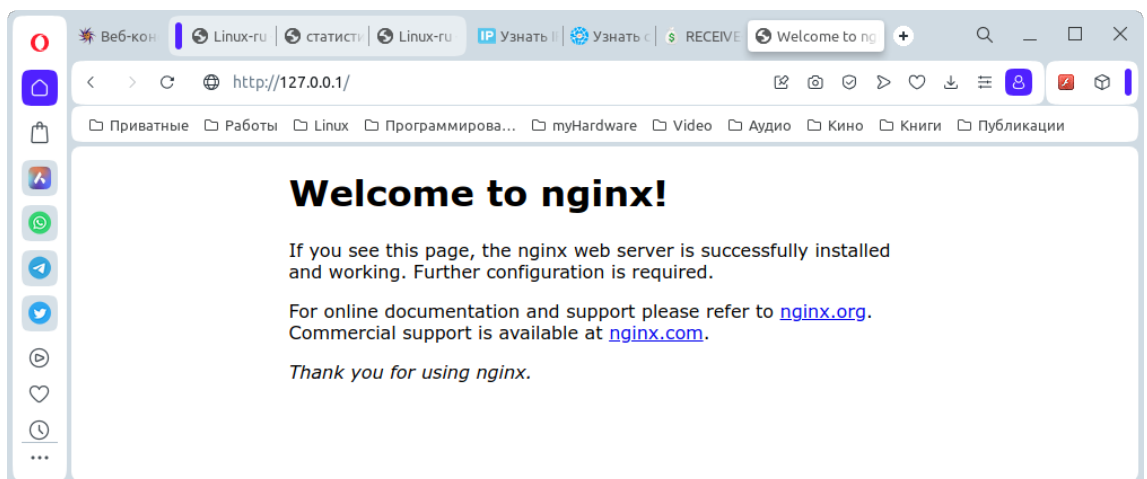 Веб-кон Linux-ru статисти Linux-ru IP Узнать I Узнать с $ RECEIVE Welcome to ng
http://127.0.0.1/
Приватные Работы Linux Программирова... myHardware Video Аудио Кино Книги Публикации
Welcome to nginx!
If you see this page, the nginx web server is successfully installed
and working. Further configuration is required.
For online documentation and support please refer to nginx.org.
Commercial support is available at nginx.com.
Thank you for using nginx.